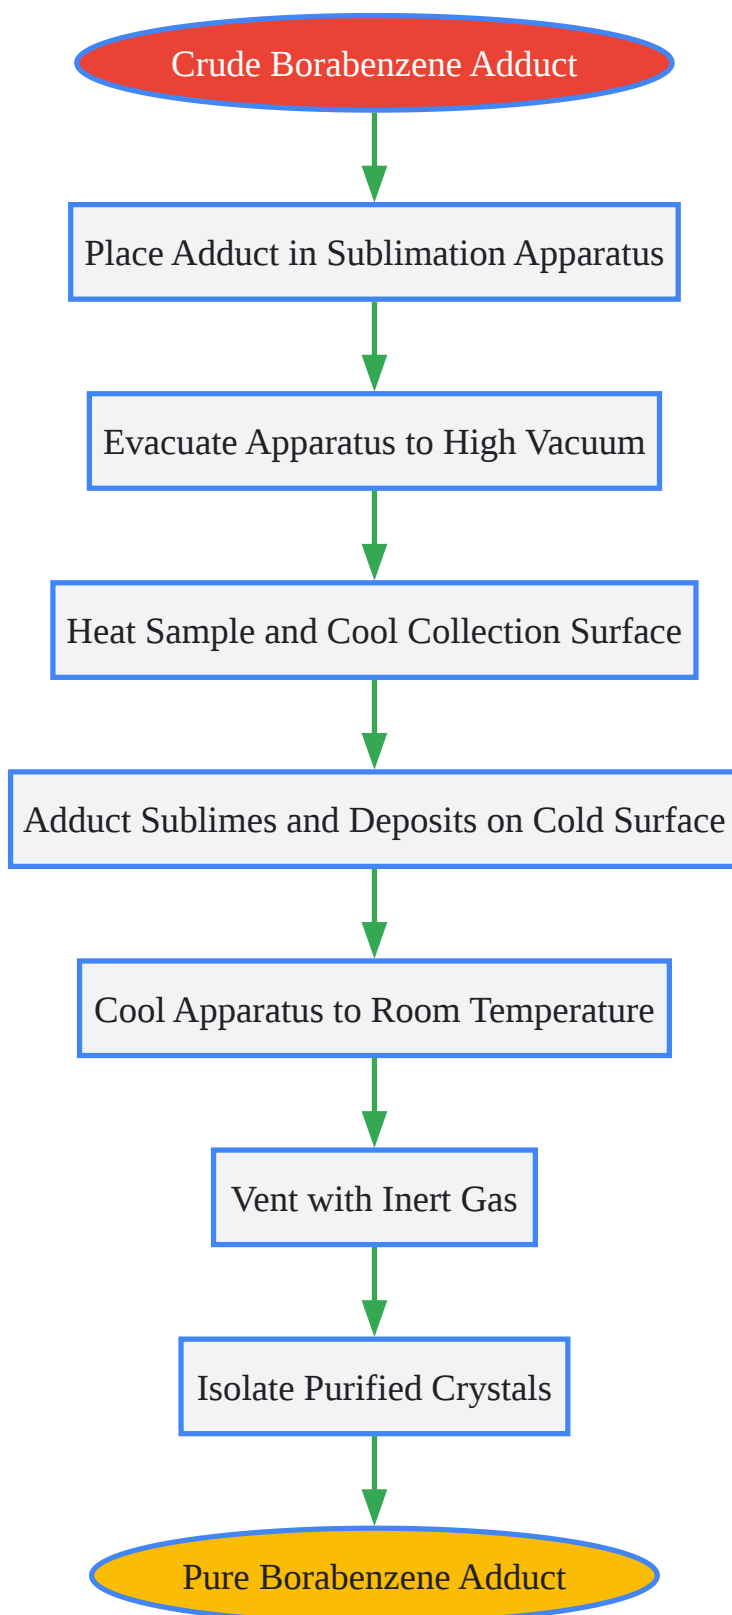 Crude Borabenzene Adduct
Place Adduct in Sublimation Apparatus
Evacuate Apparatus to High Vacuum
Heat Sample and Cool Collection Surface
Adduct Sublimes and Deposits on Cold Surface
Cool Apparatus to Room Temperature
Vent with Inert Gas
Isolate Purified Crystals
Pure Borabenzene Adduct